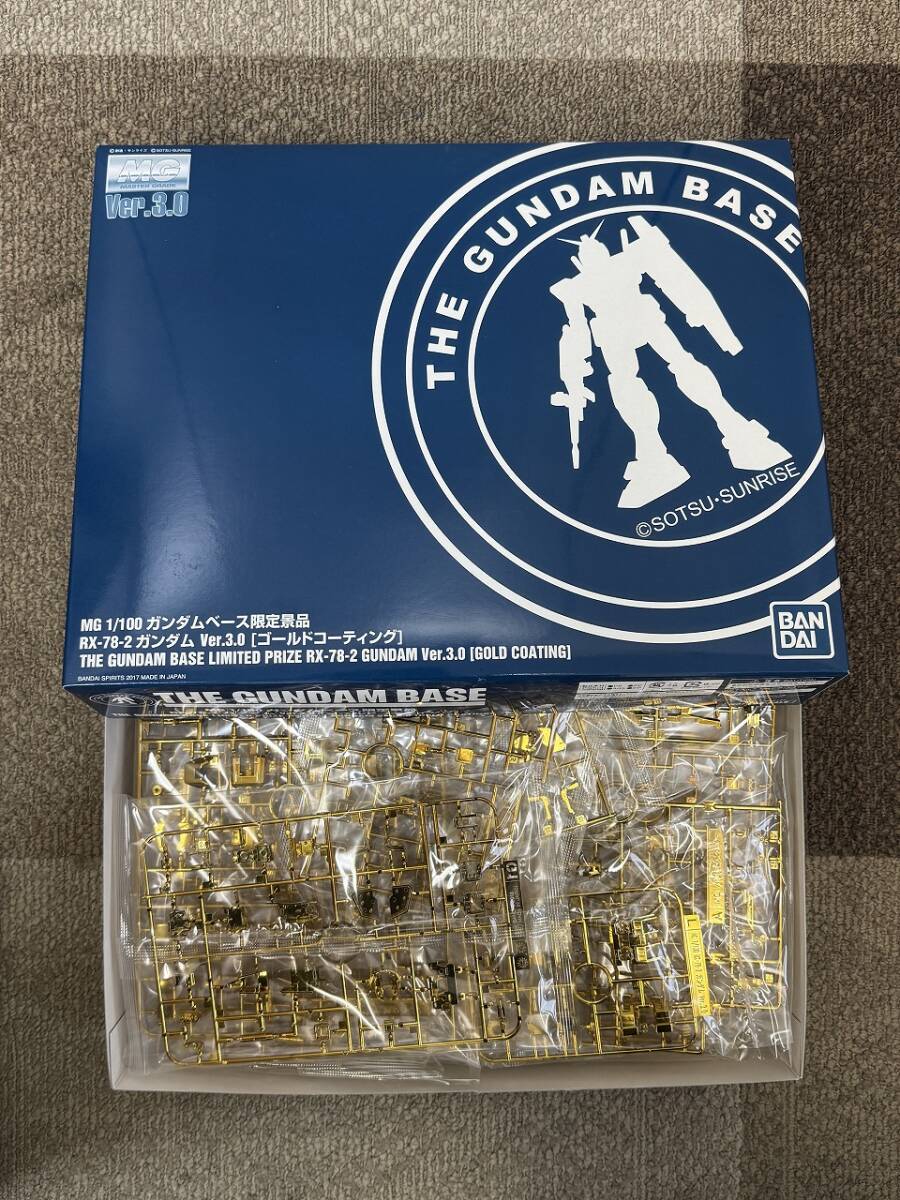 ©創通・サンライズ ©SOTSU・SUNRISE
MG
MASTER GRADE
Ver.3.0
THE GUNDAM BASE
©SOTSU・SUNRISE
MG 1/100 ガンダムベース限定景品
RX-78-2 ガンダム Ver.3.0 [ゴールドコーティング]
THE GUNDAM BASE LIMITED PRIZE RX-78-2 GUNDAM Ver.3.0 [GOLD COATING]
BANDAI SPIRITS 2017 MADE IN JAPAN
BAN
DAI
THE GUNDAM BASE
A
L